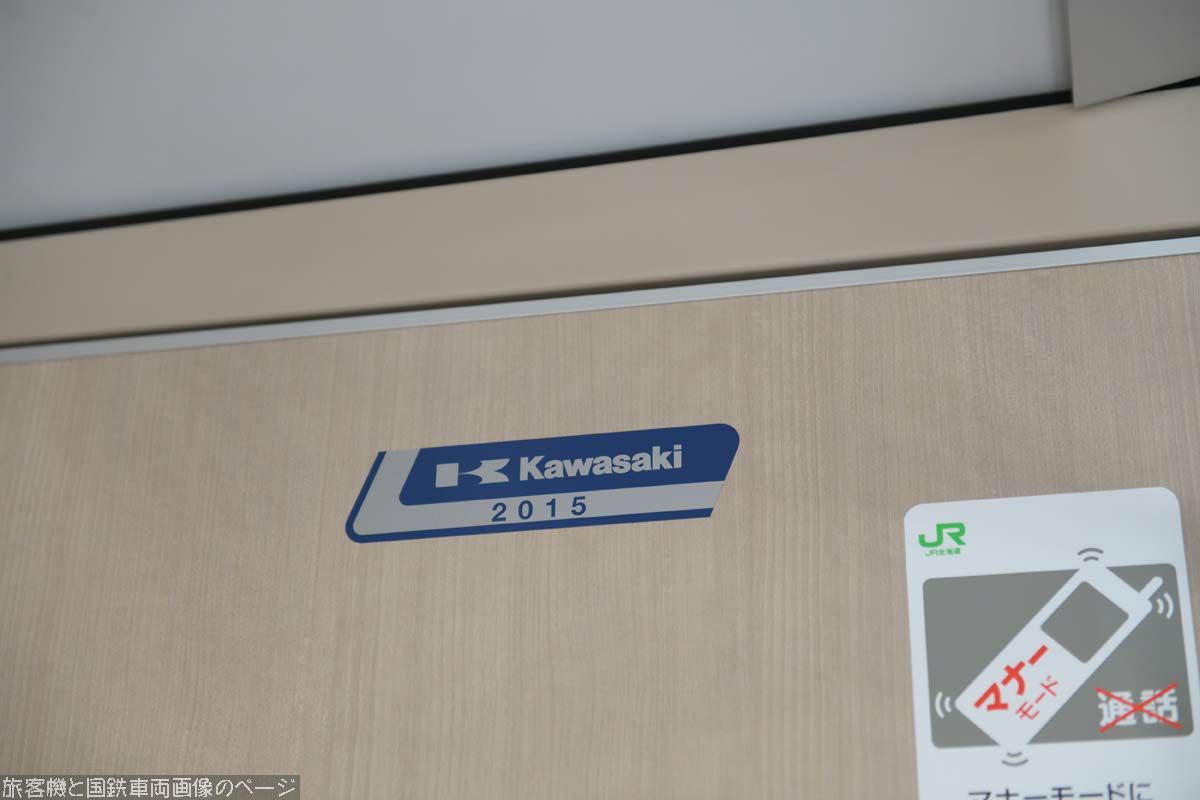 Kawasaki
2015
JR
JR北海道
マナー
モード
通話
マナーモードに
旅客機と国鉄車両画像のページ